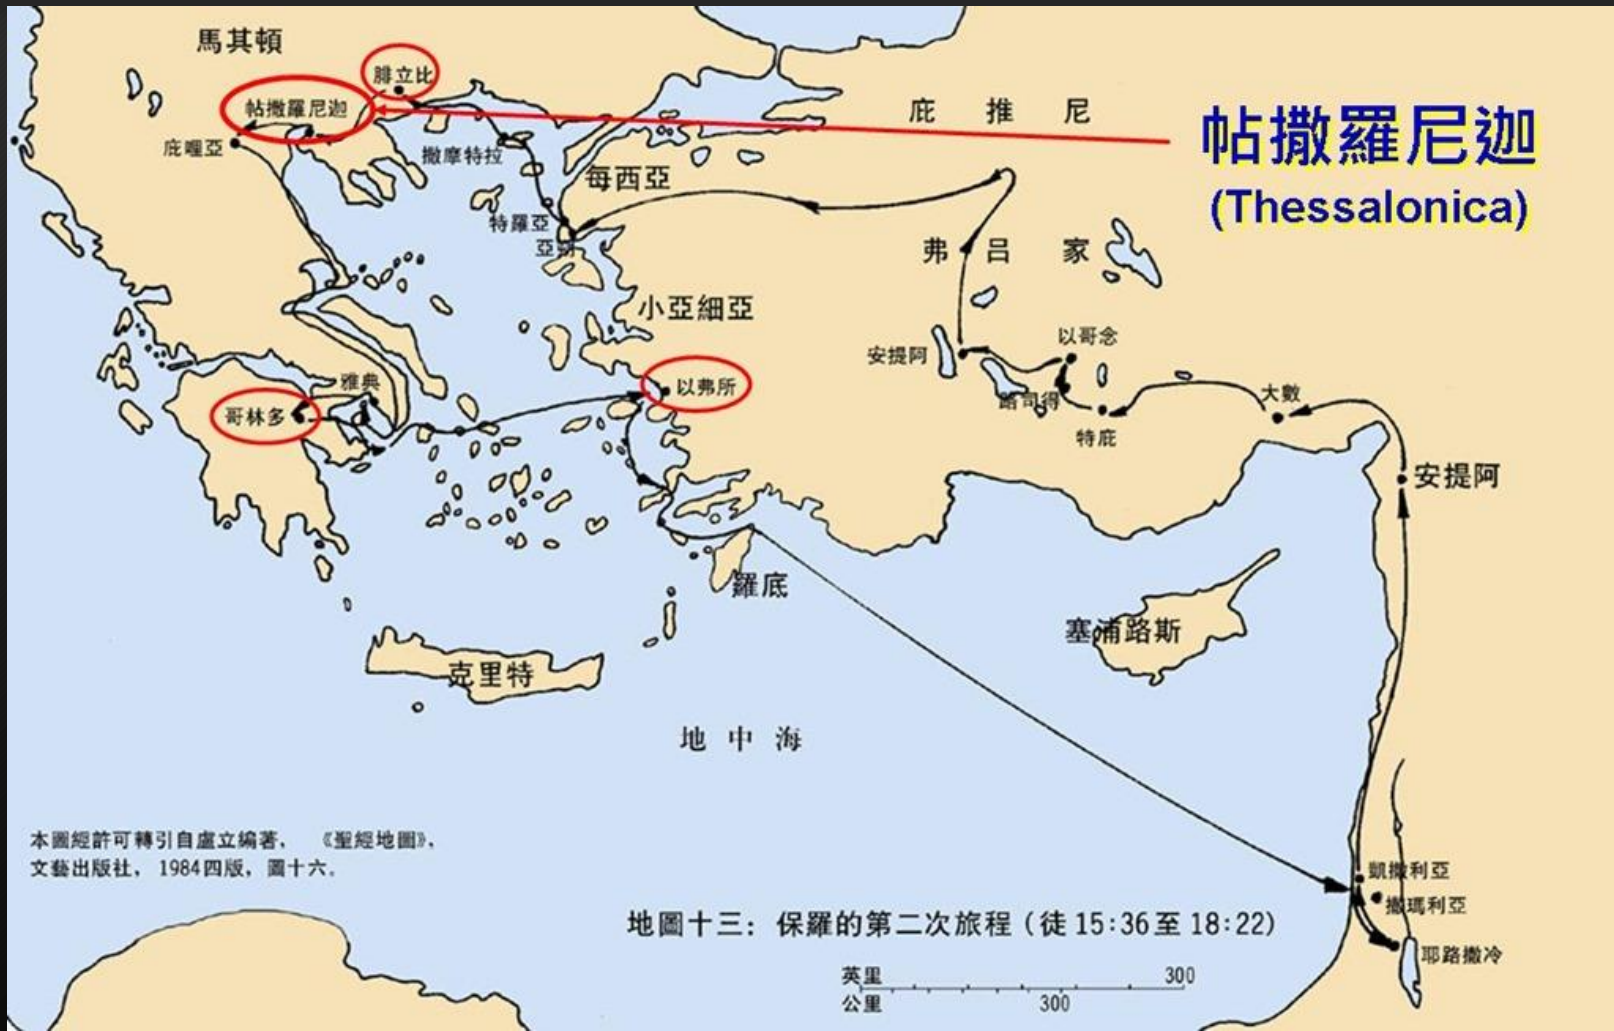 馬其頓
腓立比
帖撒羅尼迦
庇哩亞
撒摩特拉
庇推尼
帖撒羅尼迦
(Thessalonica)
每西亞
特羅亞
亞朔
弗呂家
小亞細亞
以哥念
安提阿
路司得
特庇
大數
安提阿
雅典
哥林多
以弗所
羅底
塞浦路斯
克里特
地中海
本圖經許可轉引自盧立編著，《聖經地圖》，
文藝出版社，1984四版，圖十六。
凱撒利亞
撒瑪利亞
耶路撒冷
地圖十三：保羅的第二次旅程（徒 15:36 至 18:22）
英里 300
公里 300